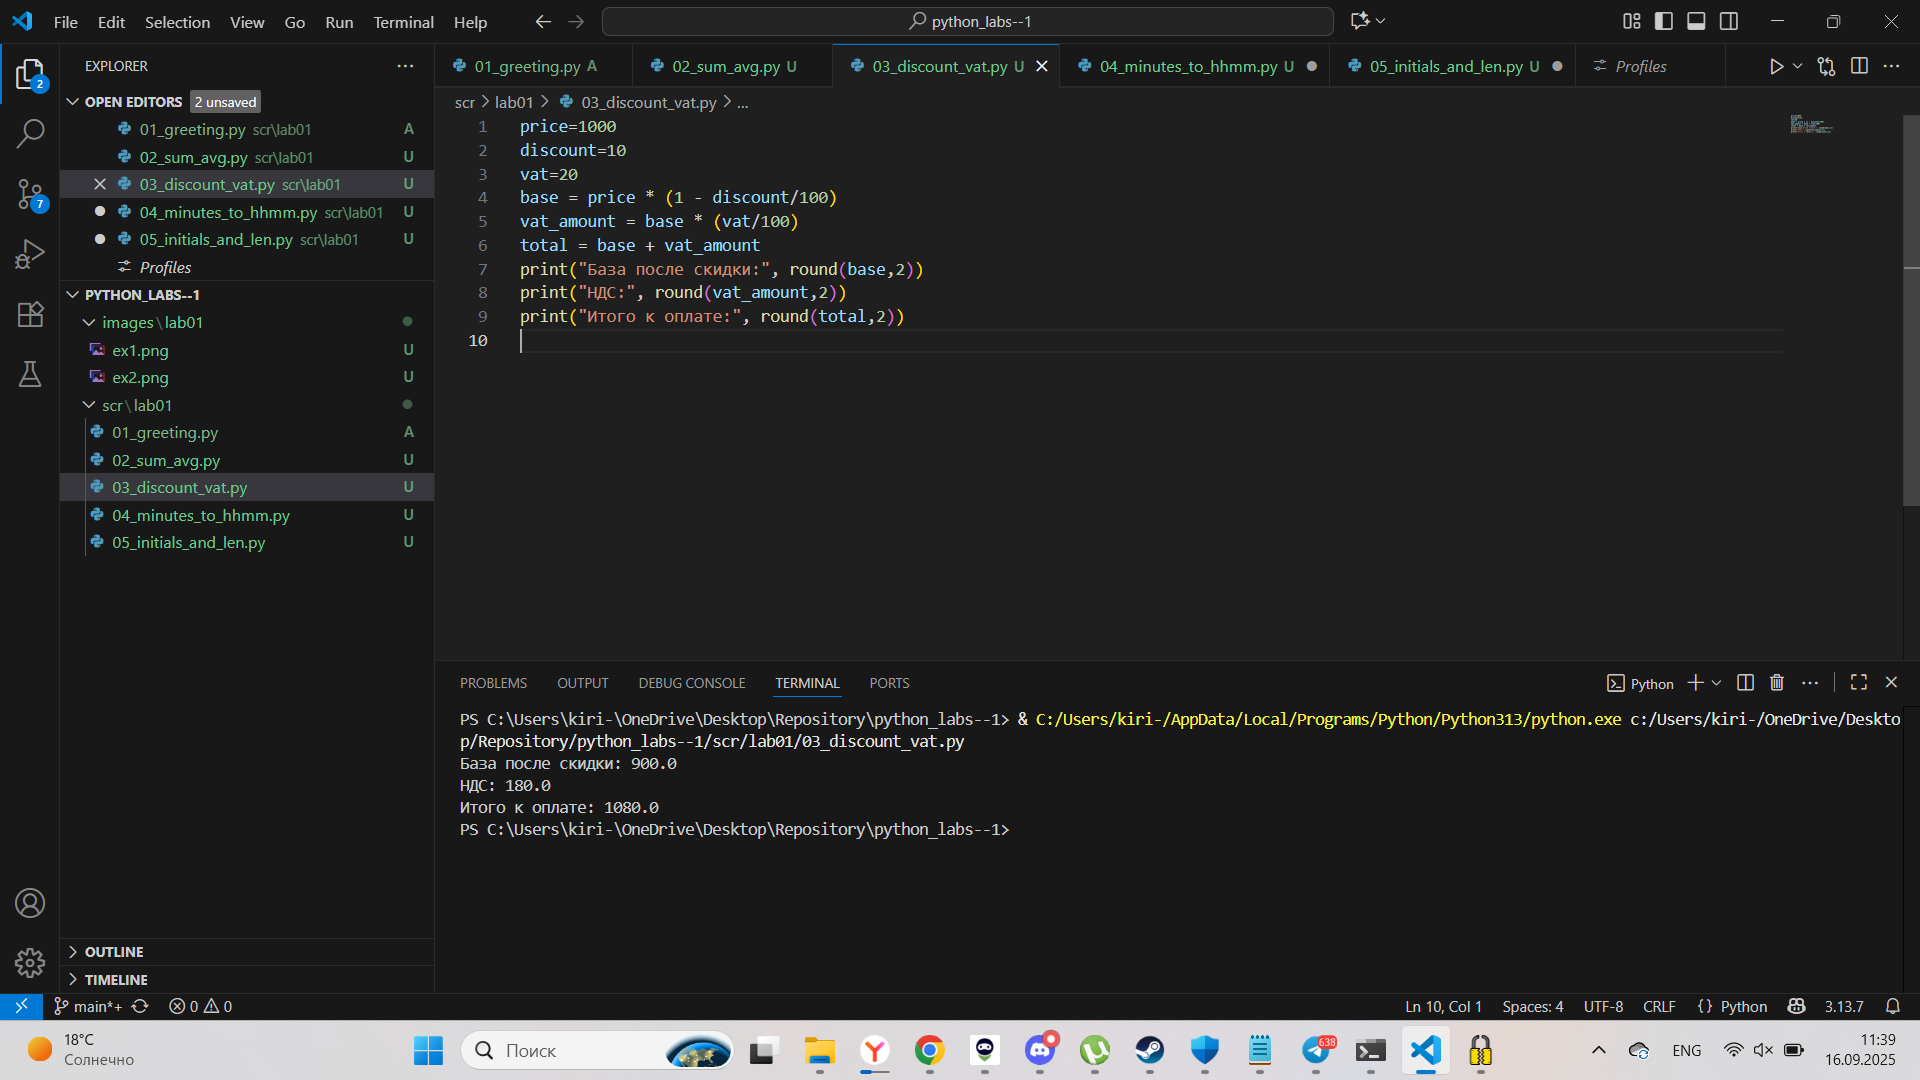 File Edit Selection View Go Run Terminal Help
python_labs--1
EXPLORER
OPEN EDITORS 2 unsaved
01_greeting.py scr\lab01 A
02_sum_avg.py scr\lab01 U
03_discount_vat.py scr\lab01 U
04_minutes_to_hhmm.py scr\lab01 U
05_initials_and_len.py scr\lab01 U
Profiles
PYTHON_LABS--1
images\lab01
ex1.png U
ex2.png U
scr\lab01
01_greeting.py A
02_sum_avg.py U
03_discount_vat.py U
04_minutes_to_hhmm.py U
05_initials_and_len.py U
OUTLINE
TIMELINE
2
7
01_greeting.py A 02_sum_avg.py U 03_discount_vat.py U 04_minutes_to_hhmm.py U 05_initials_and_len.py U Profiles
scr > lab01 > 03_discount_vat.py > ...
1 price=1000
2 discount=10
3 vat=20
4 base = price * (1 - discount/100)
5 vat_amount = base * (vat/100)
6 total = base + vat_amount
7 print("База после скидки:", round(base,2))
8 print("НДС:", round(vat_amount,2))
9 print("Итого к оплате:", round(total,2))
10
PROBLEMS OUTPUT DEBUG CONSOLE TERMINAL PORTS
Python
PS C:\Users\kiri-\OneDrive\Desktop\Repository\python_labs--1> & C:/Users/kiri-/AppData/Local/Programs/Python/Python313/python.exe c:/Users/kiri-/OneDrive/Deskto
p/Repository/python_labs--1/scr/lab01/03_discount_vat.py
База после скидки: 900.0
НДС: 180.0
Итого к оплате: 1080.0
PS C:\Users\kiri-\OneDrive\Desktop\Repository\python_labs--1>
main*+ 0 0
Ln 10, Col 1 Spaces: 4 UTF-8 CRLF {} Python 3.13.7
18°C
Солнечно
Поиск
638
ENG
11:39
16.09.2025